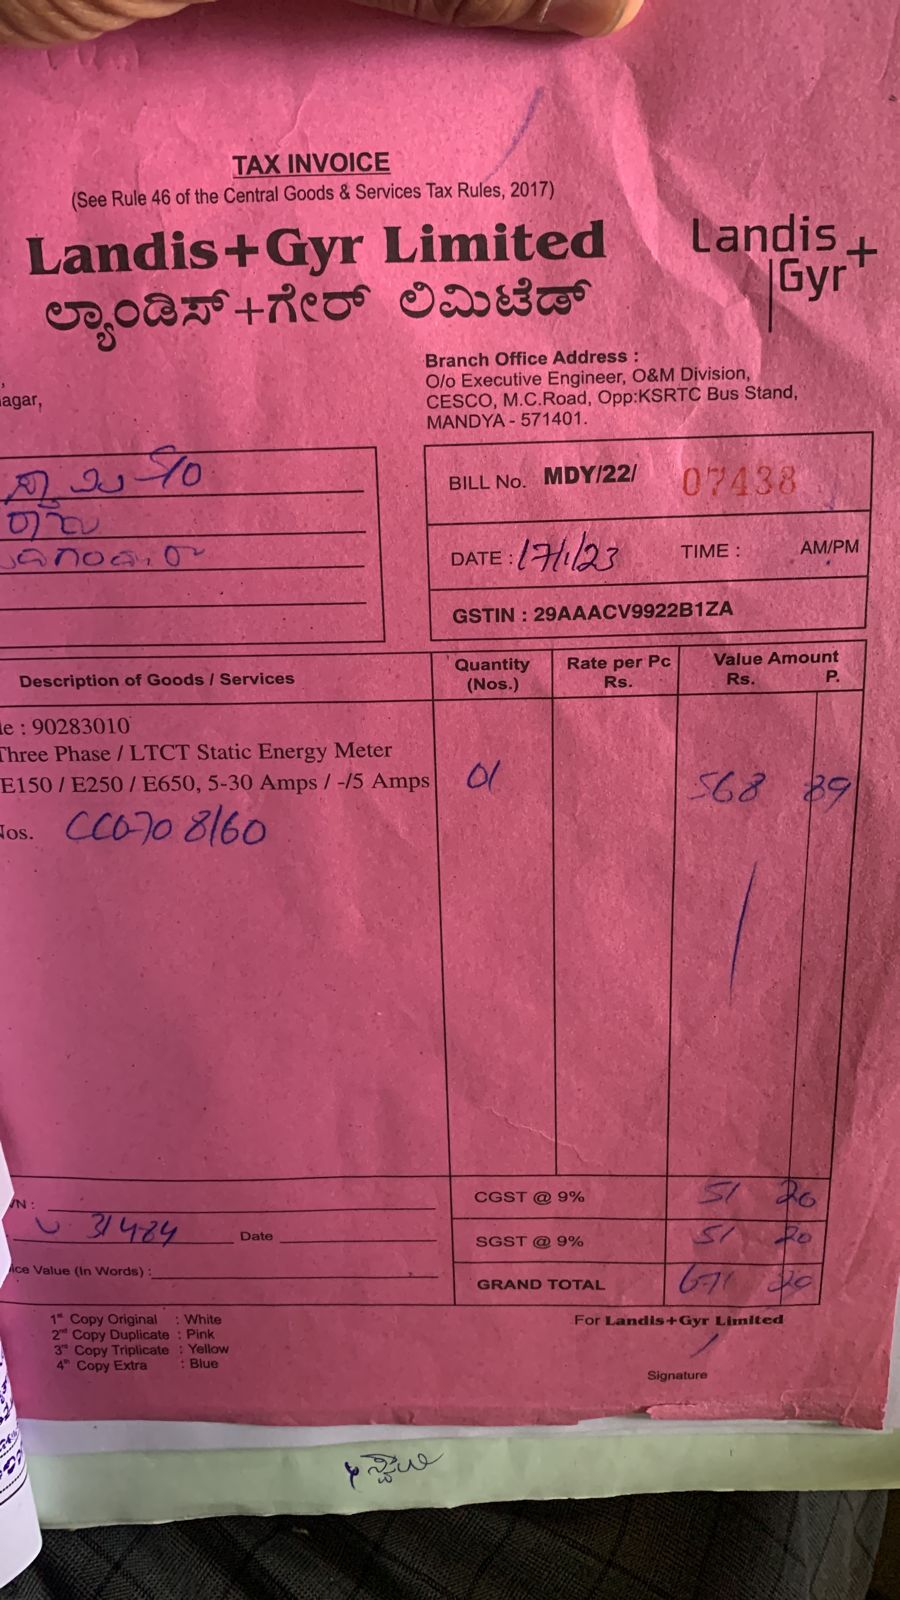 TAX INVOICE
(See Rule 46 of the Central Goods & Services Tax Rules, 2017)
Landis+Gyr Limited
ಲ್ಯಾಂಡಿಸ್+ಗೇರ್ ಲಿಮಿಟೆಡ್
Landis+
Gyr
agar,
Branch Office Address :
O/o Executive Engineer, O&M Division,
CESCO, M.C.Road, Opp:KSRTC Bus Stand,
MANDYA - 571401.
BILL No. MDY/22/ 07438
DATE : 17/1/23 TIME : AM/PM
GSTIN : 29AAACV9922B1ZA
Description of Goods / Services Quantity (Nos.) Rate per Pc Rs. Value Amount Rs. P.
e : 90283010
Three Phase / LTCT Static Energy Meter
E150 / E250 / E650, 5-30 Amps / -/5 Amps 01 568 89
Nos.
CGST @ 9% 51 20
SGST @ 9% 51 20
GRAND TOTAL 671 29
31484 Date
ice Value (In Words) :
1st Copy Original : White
2nd Copy Duplicate : Pink
3rd Copy Triplicate : Yellow
4th Copy Extra : Blue
For Landis+Gyr Limited
Signature